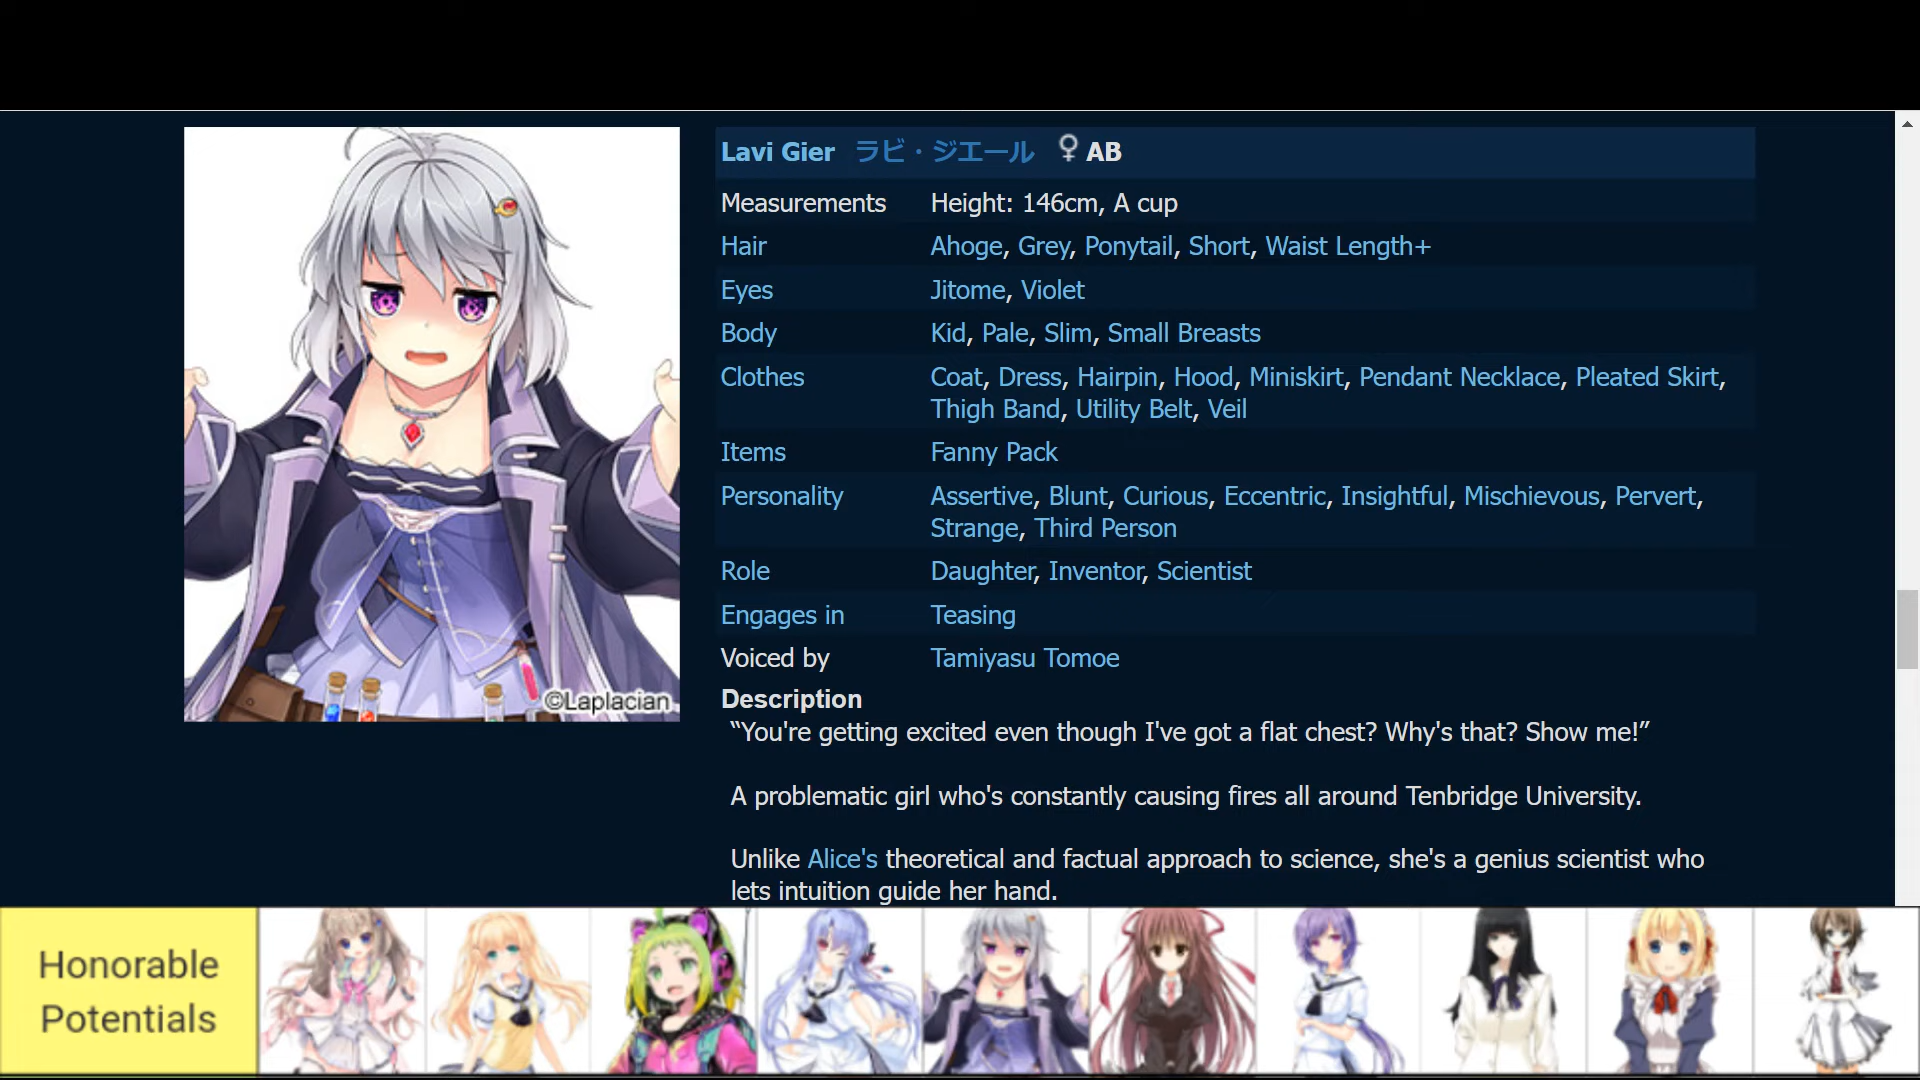 Lavi Gier ラビ・ジエール ♀ AB
Measurements Height: 146cm, A cup
Hair Ahoge, Grey, Ponytail, Short, Waist Length+
Eyes Jitome, Violet
Body Kid, Pale, Slim, Small Breasts
Clothes Coat, Dress, Hairpin, Hood, Miniskirt, Pendant Necklace, Pleated Skirt,
Thigh Band, Utility Belt, Veil
Items Fanny Pack
Personality Assertive, Blunt, Curious, Eccentric, Insightful, Mischievous, Pervert,
Strange, Third Person
Role Daughter, Inventor, Scientist
Engages in Teasing
Voiced by Tamiyasu Tomoe
©Laplacian
Description
“You're getting excited even though I've got a flat chest? Why's that? Show me!”
A problematic girl who's constantly causing fires all around Tenbridge University.
Unlike Alice's theoretical and factual approach to science, she's a genius scientist who
lets intuition guide her hand.
Honorable
Potentials